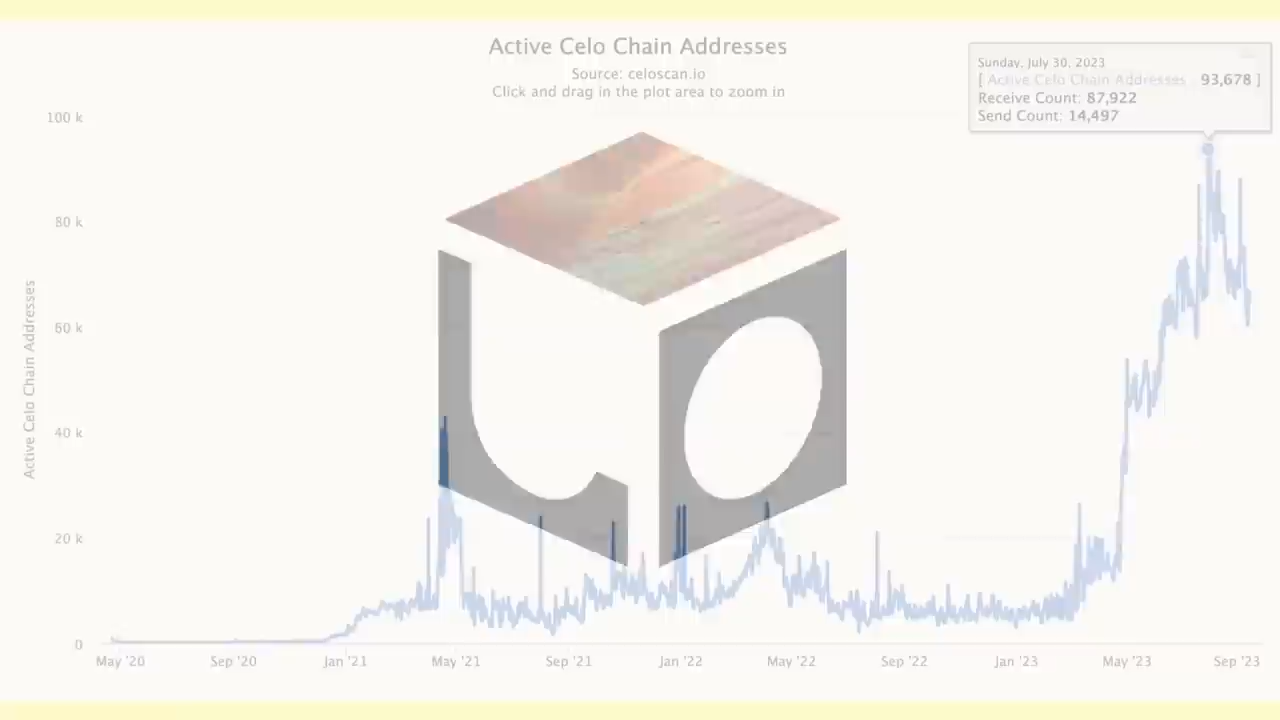 Active Celo Chain Addresses
Source: celoscan.io
Click and drag in the plot area to zoom in
Sunday, July 30, 2023
[ Active Celo Chain Addresses : 93,678 ]
Receive Count: 87,922
Send Count: 14,497
Active Celo Chain Addresses
100 k
80 k
60 k
40 k
20 k
0
May '20
Sep '20
Jan '21
May '21
Sep '21
Jan '22
May '22
Sep '22
Jan '23
May '23
Sep '23